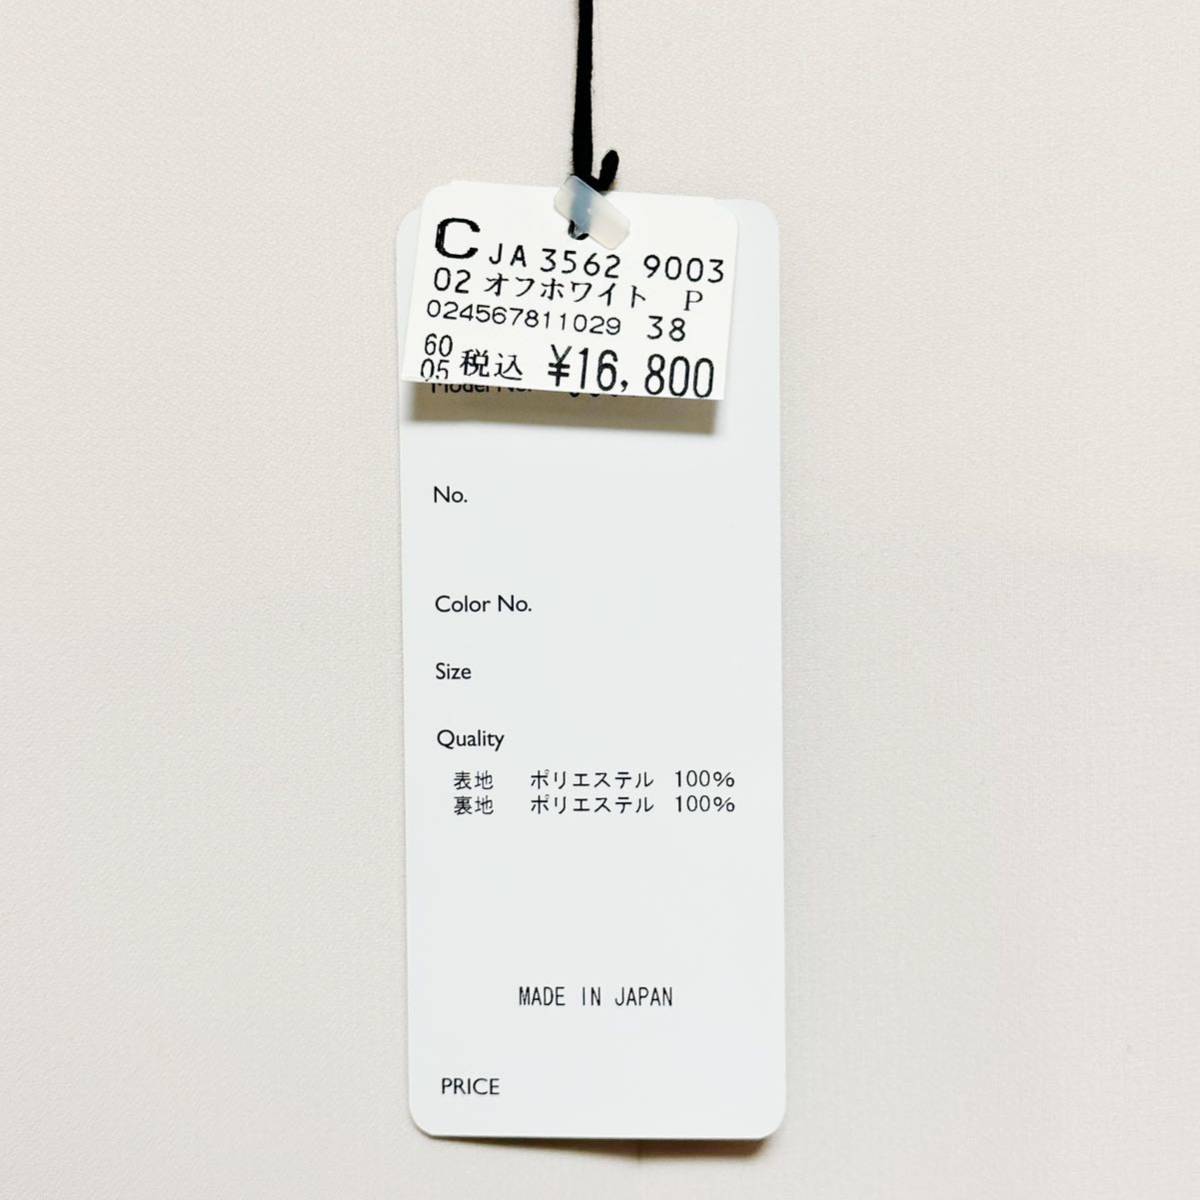 C JA 3562 9003
02 オフホワイト P
024567811029 38
60
05 税込 ¥16,800
Model No.
No.
Color No.
Size
Quality
表地 ポリエステル 100%
裏地 ポリエステル 100%
MADE IN JAPAN
PRICE